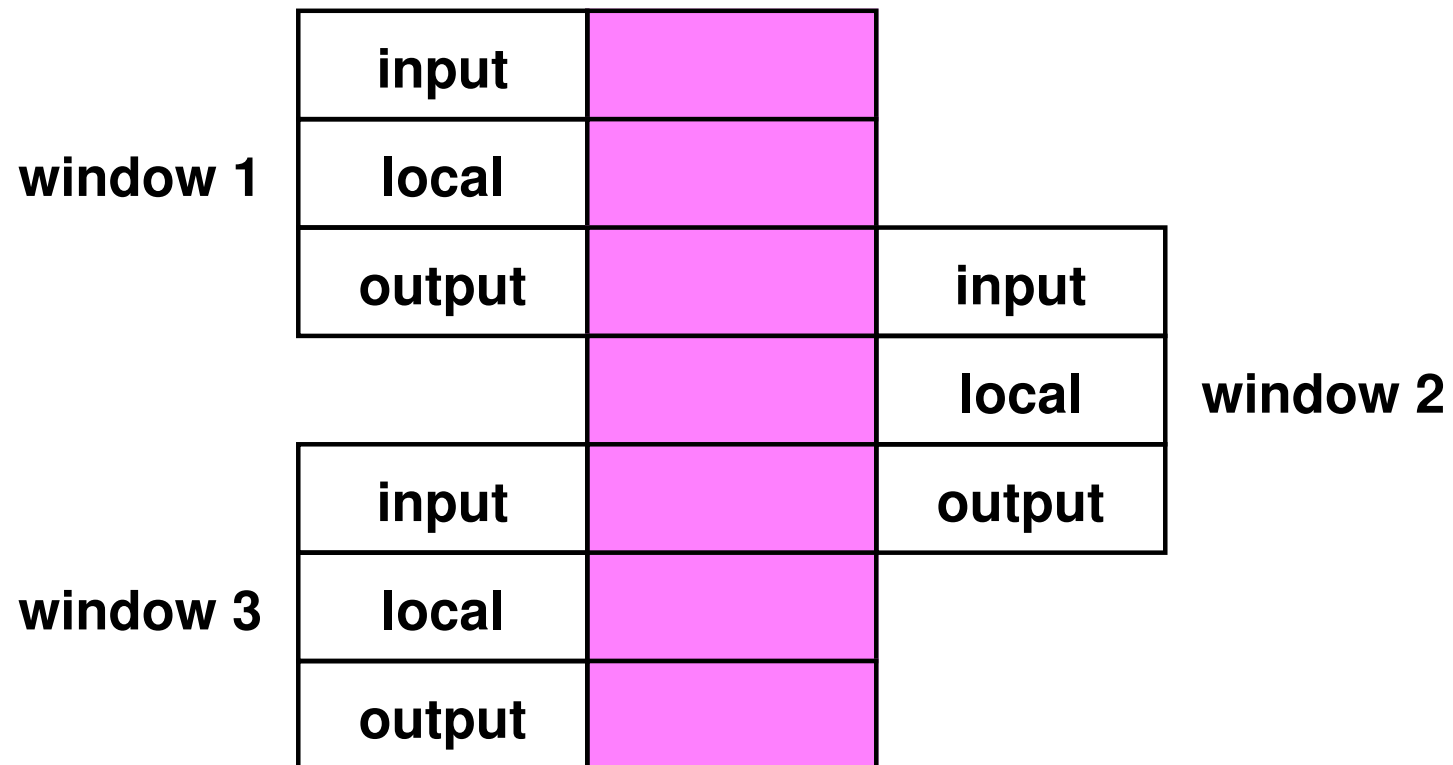 input
window 1 local
output input
local window 2
input output
window 3 local
output